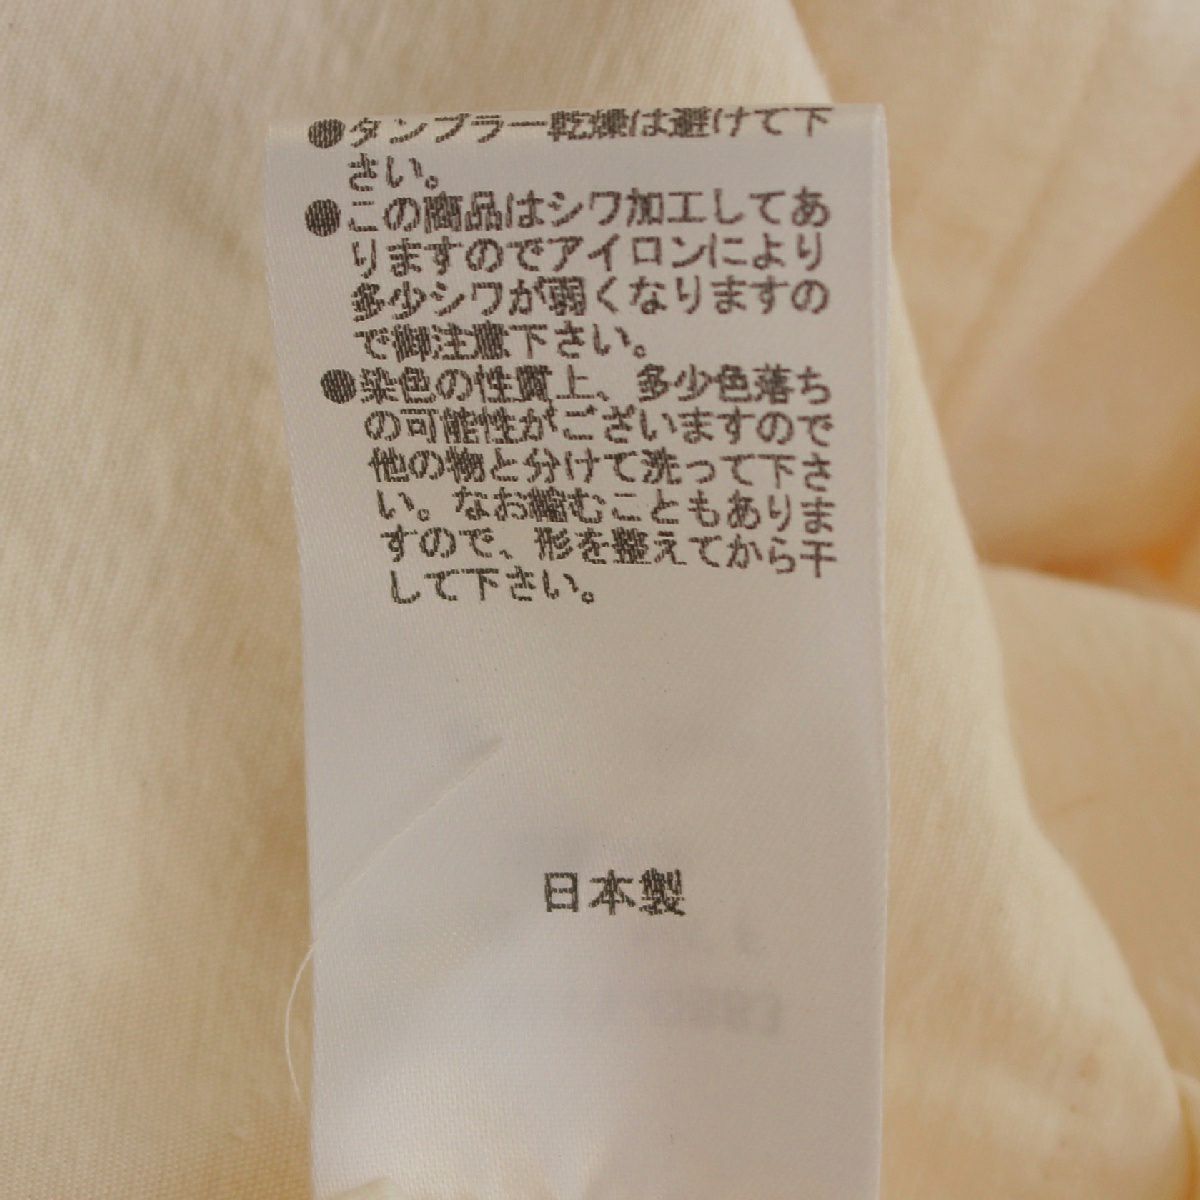 ●タンブラー乾燥は避けて下
さい。
●この商品はシワ加工してあ
りますのでアイロンにより
多少シワが弱くなりますの
で御注意下さい。
●染色の性質上、多少色落ち
の可能性がございますので
他の物と分けて洗って下さ
い。なお縮むこともありま
すので、形を整えてから干
して下さい。
日本製